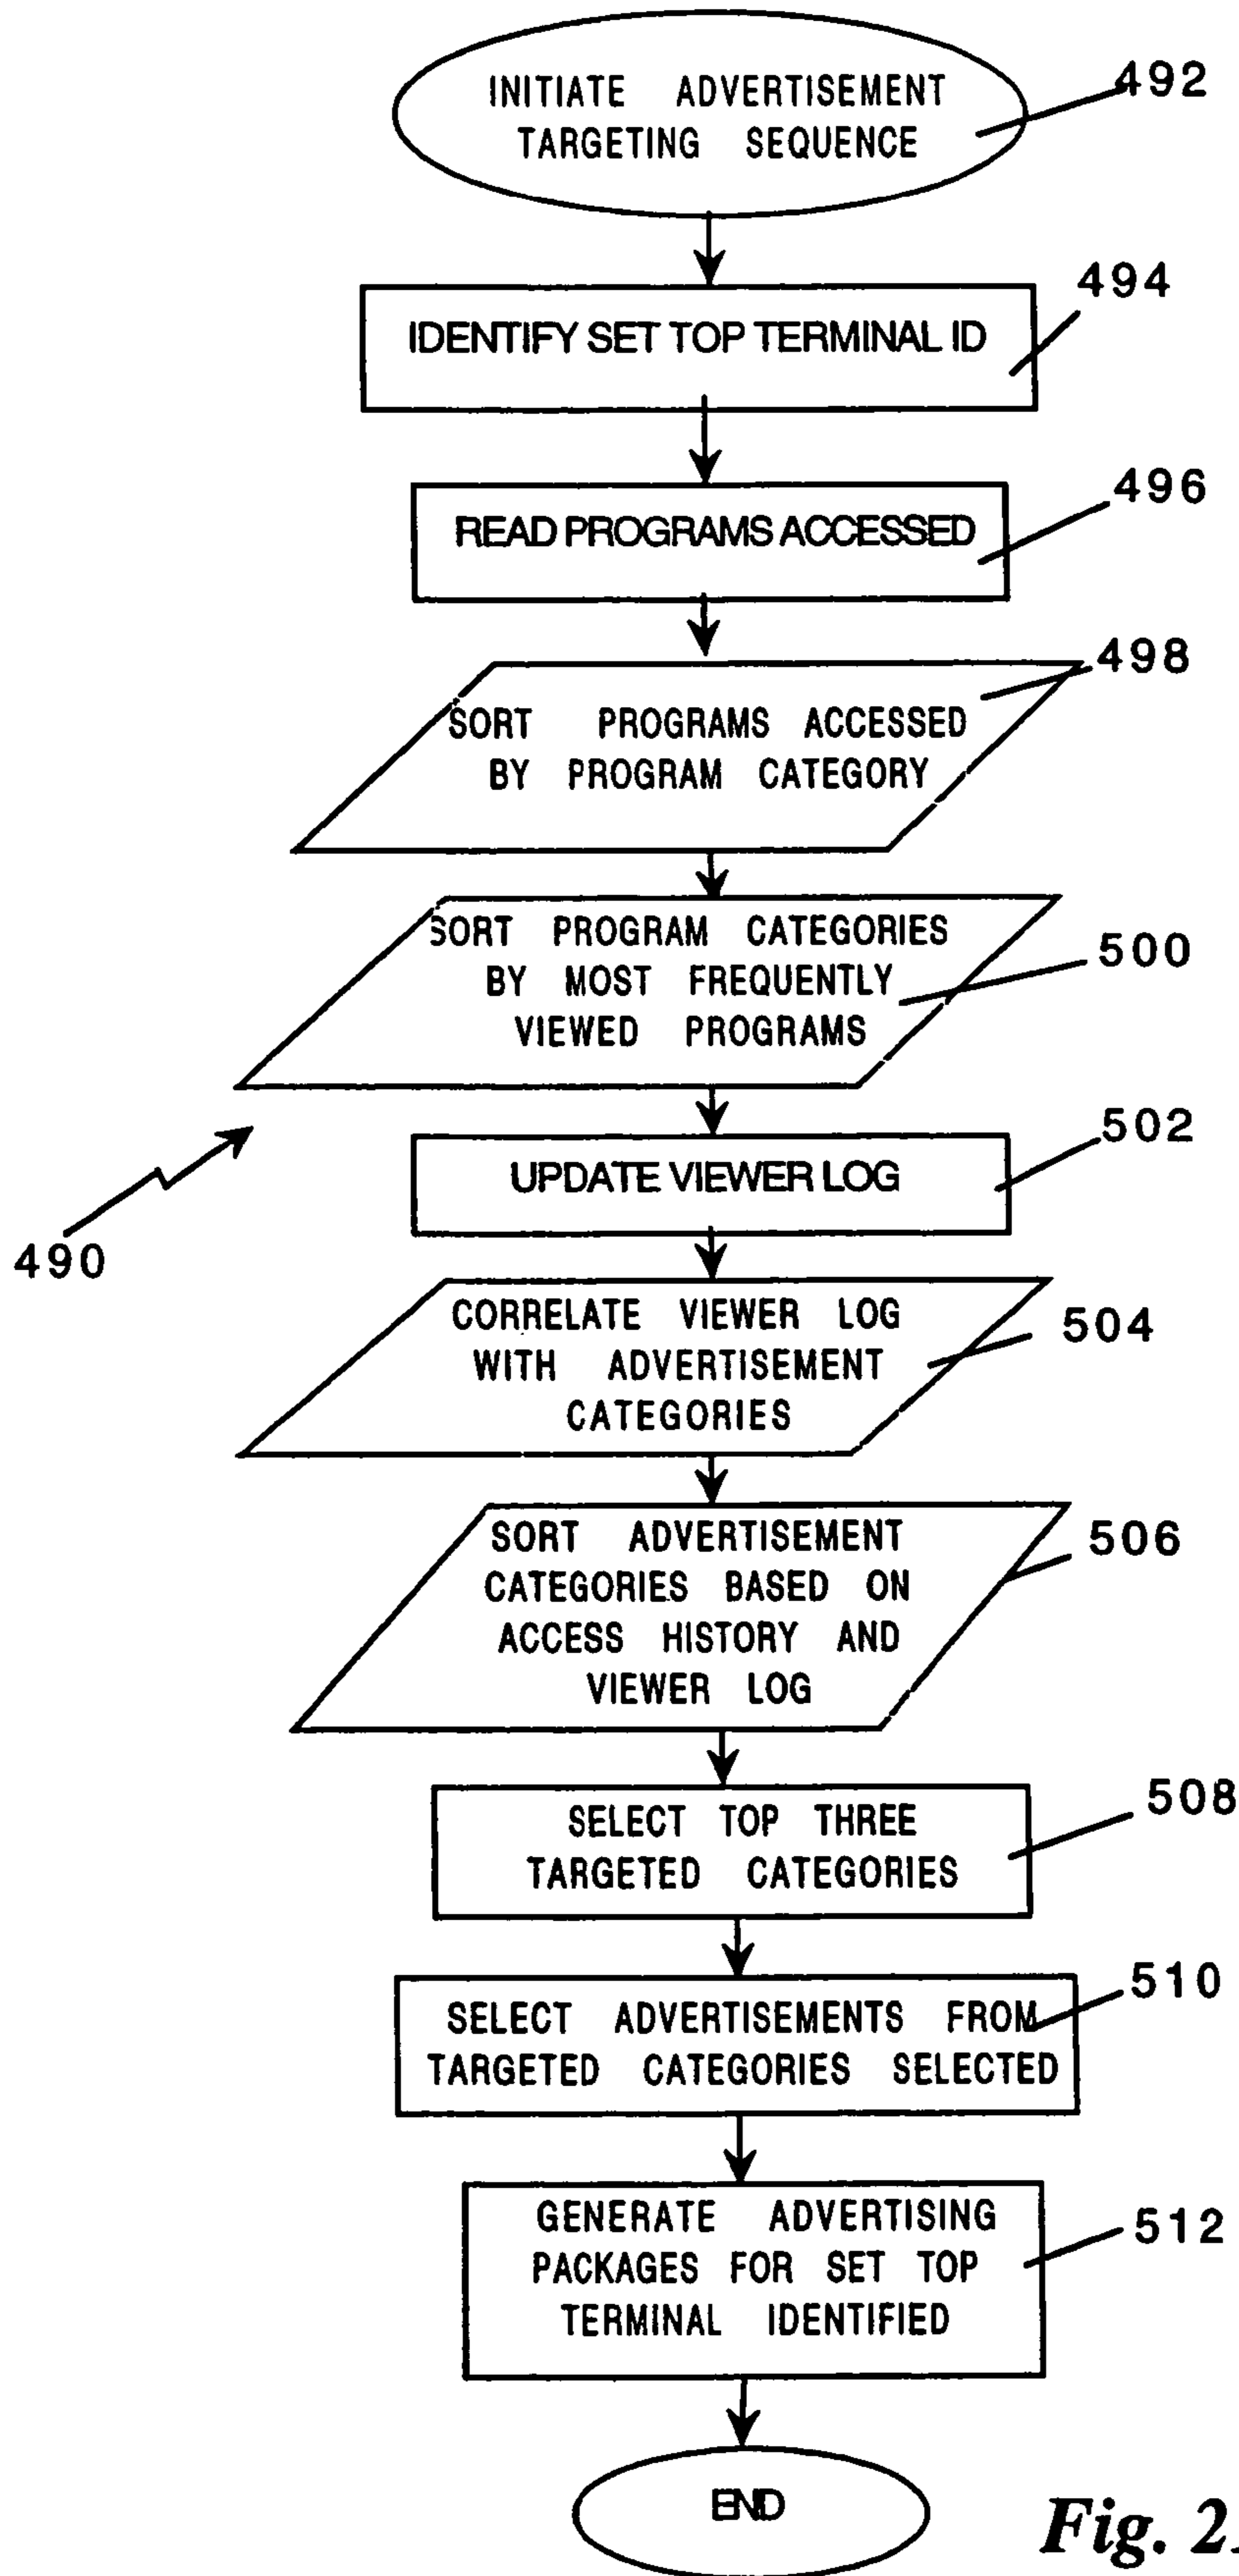 INITIATE ADVERTISEMENT
TARGETING SEQUENCE
492
IDENTIFY SET TOP TERMINAL ID
494
READ PROGRAMS ACCESSED
496
SORT PROGRAMS ACCESSED
BY PROGRAM CATEGORY
498
SORT PROGRAM CATEGORIES
BY MOST FREQUENTLY
VIEWED PROGRAMS
500
490
UPDATE VIEWER LOG
502
CORRELATE VIEWER LOG
WITH ADVERTISEMENT
CATEGORIES
504
SORT ADVERTISEMENT
CATEGORIES BASED ON
ACCESS HISTORY AND
VIEWER LOG
506
SELECT TOP THREE
TARGETED CATEGORIES
508
SELECT ADVERTISEMENTS FROM
TARGETED CATEGORIES SELECTED
510
GENERATE ADVERTISING
PACKAGES FOR SET TOP
TERMINAL IDENTIFIED
512
END
Fig. 2